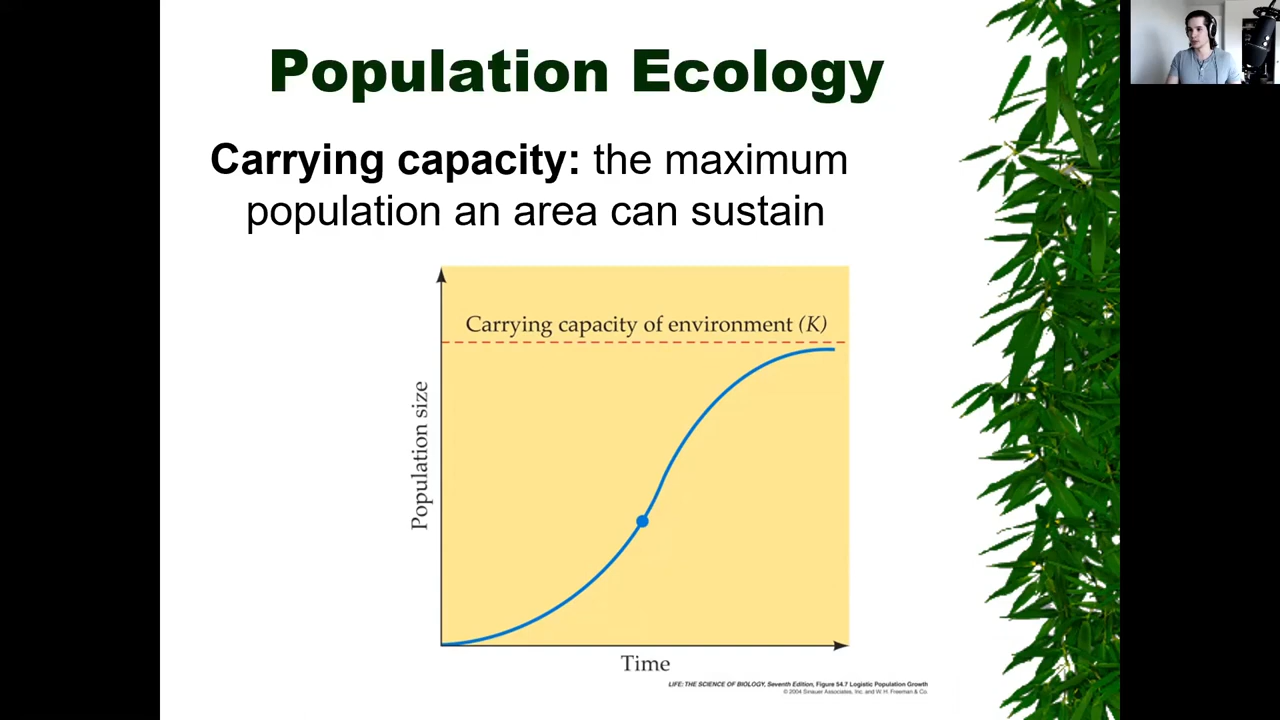 Population Ecology
Carrying capacity: the maximum
population an area can sustain
Carrying capacity of environment (K)
Population size
Time
LIFE: THE SCIENCE OF BIOLOGY, Seventh Edition, Figure 54.7 Logistic Population Growth
© 2004 Sinauer Associates, Inc. and W. H. Freeman & Co.